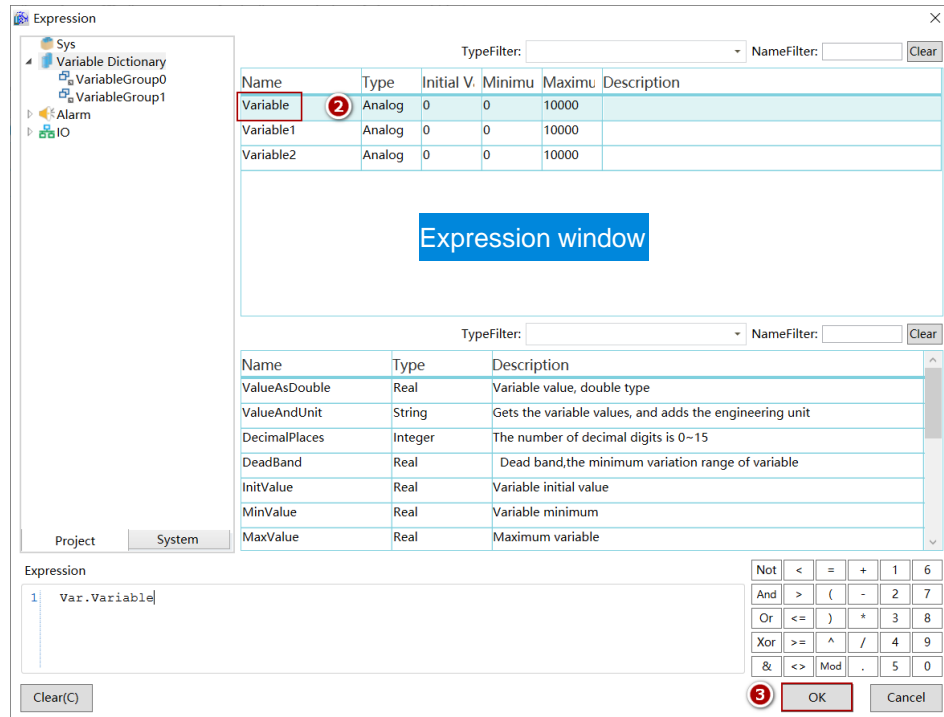 Expression
Sys
Variable Dictionary
VariableGroup0
VariableGroup1
Alarm
IO
Project System
TypeFilter: NameFilter: Clear
Name Type Initial V Minimu Maximu Description
Variable 2 Analog 0 0 10000
Variable1 Analog 0 0 10000
Variable2 Analog 0 0 10000
Expression window
TypeFilter: NameFilter: Clear
Name Type Description
ValueAsDouble Real Variable value, double type
ValueAndUnit String Gets the variable values, and adds the engineering unit
DecimalPlaces Integer The number of decimal digits is 0~15
DeadBand Real Dead band,the minimum variation range of variable
InitValue Real Variable initial value
MinValue Real Variable minimum
MaxValue Real Maximum variable
Expression
1 Var.Variable
Not < = + 1 6
And > ( - 2 7
Or <= ) * 3 8
Xor >= ^ / 4 9
& <> Mod . 5 0
Clear(C) 3 OK Cancel